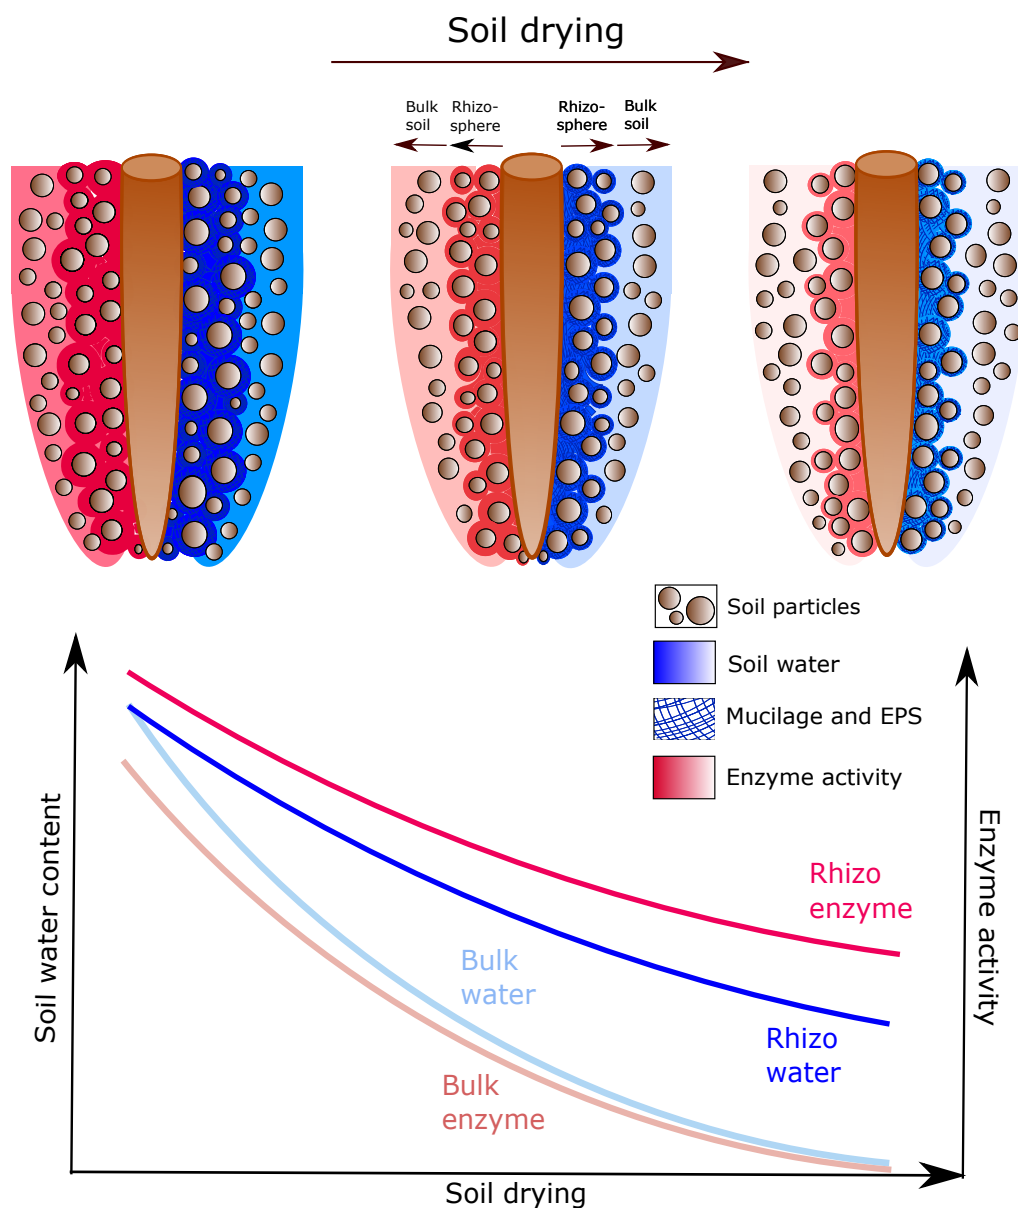 Soil drying
Bulk
soil
Rhizo-
sphere
Rhizo-
sphere
Bulk
soil
Soil particles
Soil water
Mucilage and EPS
Enzyme activity
Soil water content
Enzyme activity
Rhizo
enzyme
Bulk
water
Rhizo
water
Bulk
enzyme
Soil drying